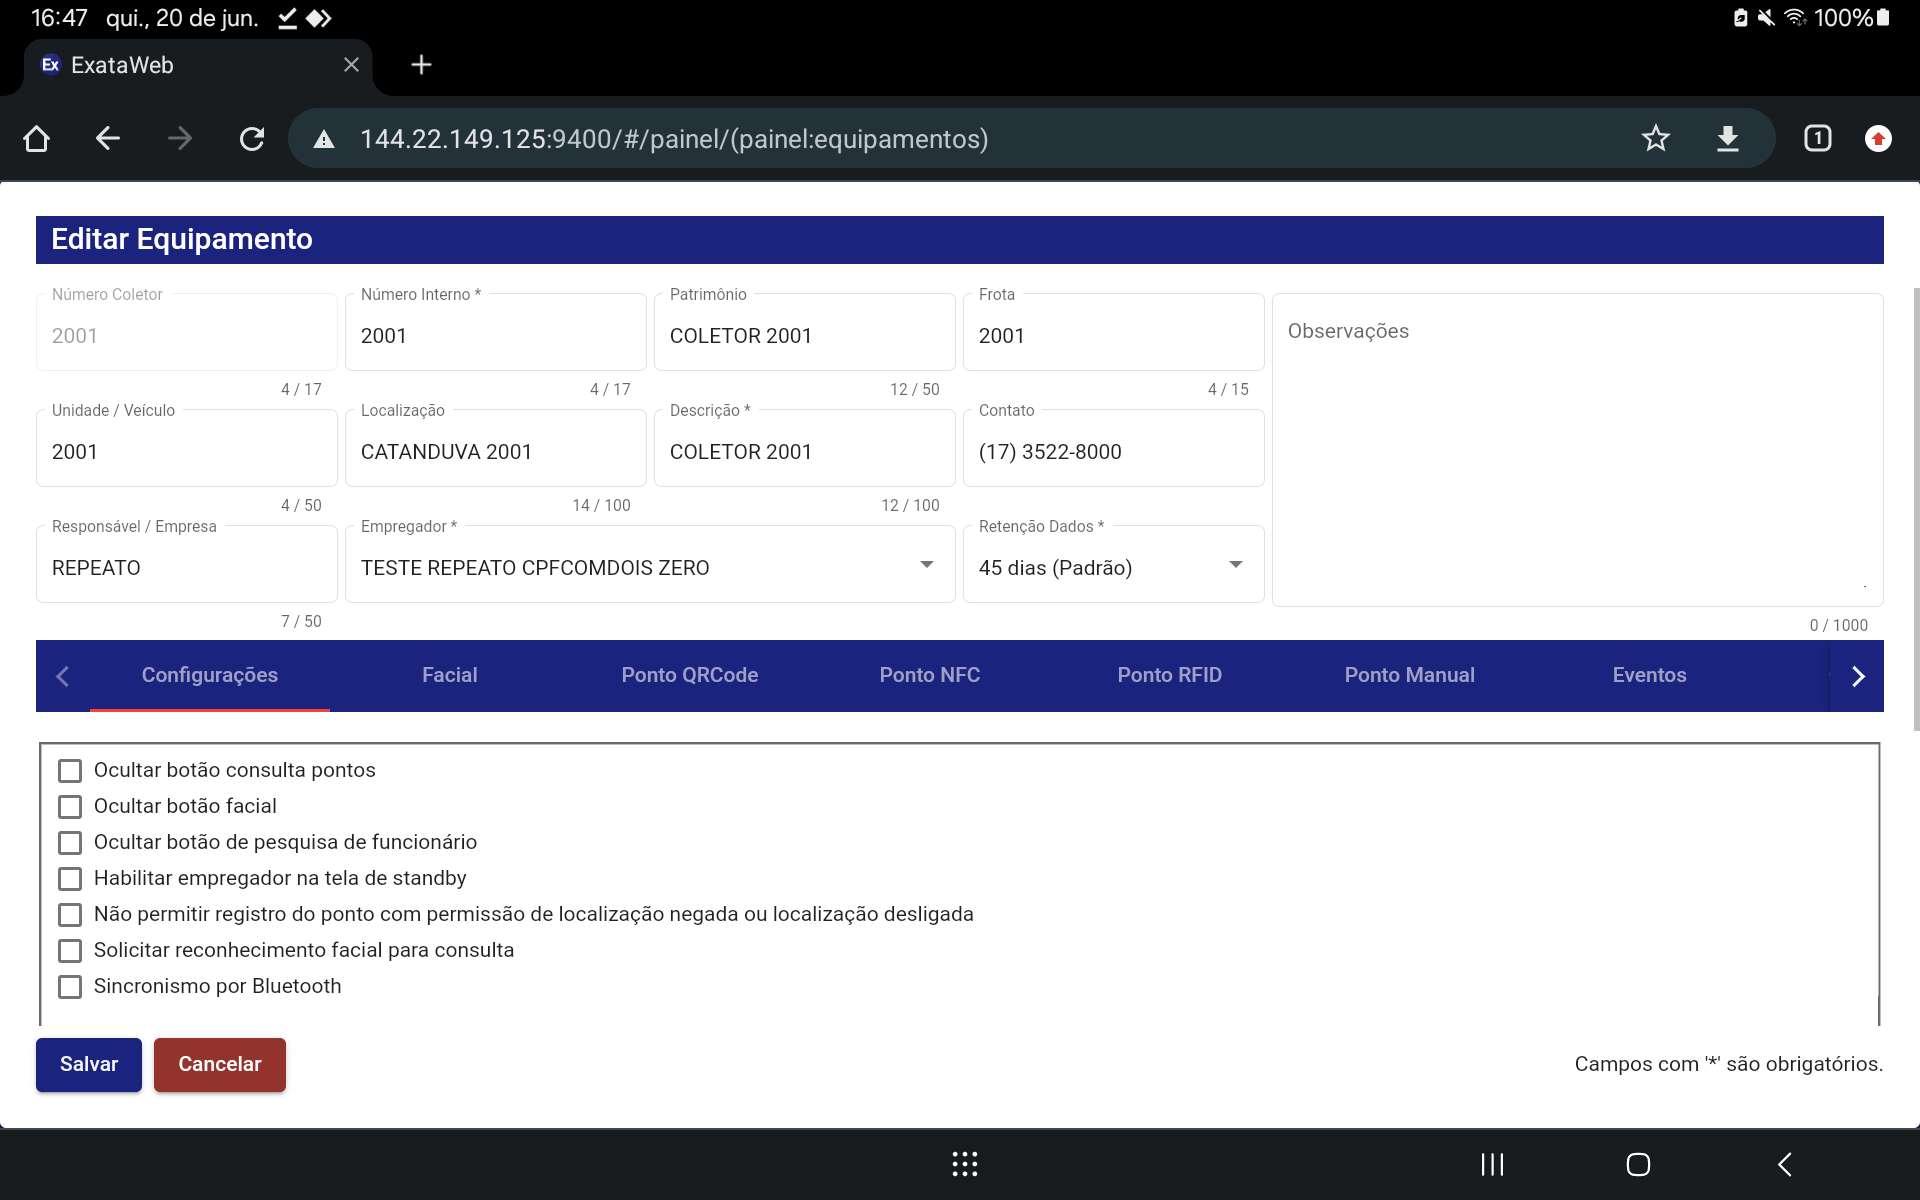 16:47 qui., 20 de jun. 100%
Ex ExataWeb
144.22.149.125:9400/#/painel/(painel:equipamentos) 1
Editar Equipamento
Número Coletor Número Interno * Patrimônio Frota
2001 2001 COLETOR 2001 2001 Observações
4 / 17 4 / 17 12 / 50 4 / 15
Unidade / Veículo Localização Descrição * Contato
2001 CATANDUVA 2001 COLETOR 2001 (17) 3522-8000
4 / 50 14 / 100 12 / 100
Responsável / Empresa Empregador * Retenção Dados *
REPEATO TESTE REPEATO CPFCOMDOIS ZERO 45 dias (Padrão)
7 / 50 0 / 1000
Configurações Facial Ponto QRCode Ponto NFC Ponto RFID Ponto Manual Eventos
Ocultar botão consulta pontos
Ocultar botão facial
Ocultar botão de pesquisa de funcionário
Habilitar empregador na tela de standby
Não permitir registro do ponto com permissão de localização negada ou localização desligada
Solicitar reconhecimento facial para consulta
Sincronismo por Bluetooth
Salvar Cancelar Campos com '*' são obrigatórios.